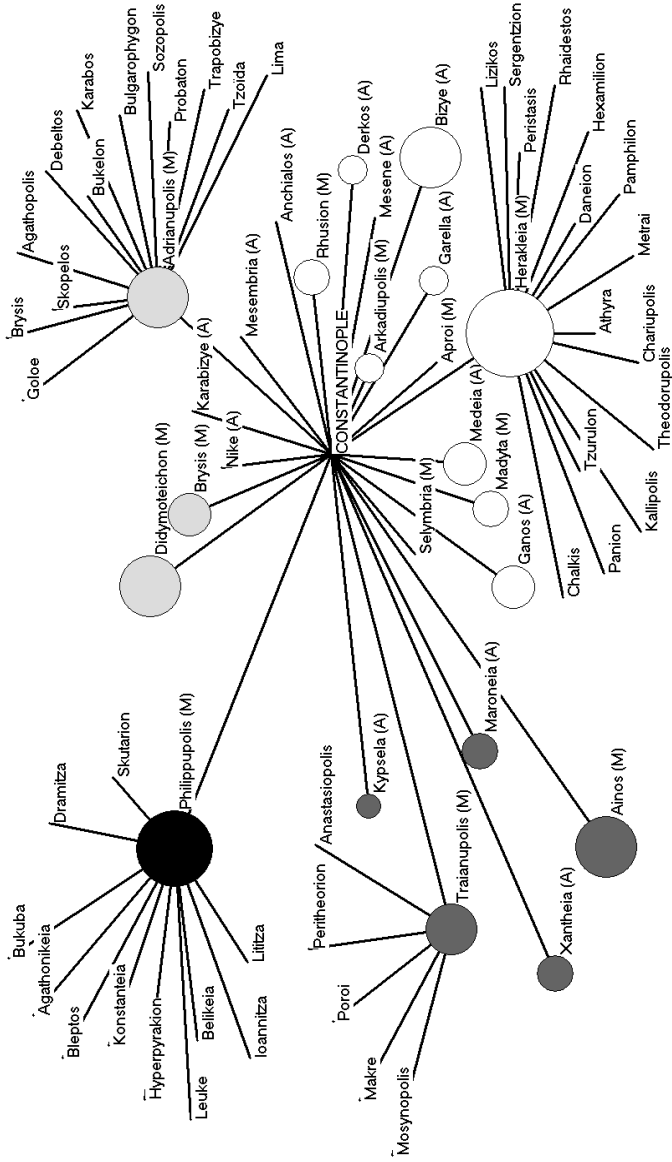 Brysis
Goloe
Agathopolis
Skopelos
Debeltos
Karabos
Bukelon
Bulgarophygon
Sozopolis
Adrianupolis (M)
Probaton
Trapobizye
Tzoïda
Lima
Karabizye (A)
Mesembria (A)
Anchialos (A)
Nike (A)
Brysis (M)
Didymoteichon (M)
Rhusion (M)
Derkos (A)
CONSTANTINOPLE
Mesene (A)
Arkadiupolis (M)
Bizye (A)
Garella (A)
Aproi (M)
Medeia (A)
Madyta (M)
Selymbria (M)
Ganos (A)
Lizikos
Sergentzion
Herakleia (M)
Peristasis
Rhaidestos
Hexamilion
Daneion
Pamphilon
Metrai
Athyra
Chariupolis
Theodorupolis
Tzurulon
Kallipolis
Panion
Chalkis
Dramitza
Skutarion
Philippupolis (M)
Bukuba
Agathonikeia
Bleptos
Konstanteia
Hyperpyrakion
Leuke
Belikeia
Ioannitza
Lititza
Anastasiopolis
Kypsela (A)
Peritheorion
Traianupolis (M)
Poroi
Makre
Mosynopolis
Maroneia (A)
Xantheia (A)
Ainos (M)